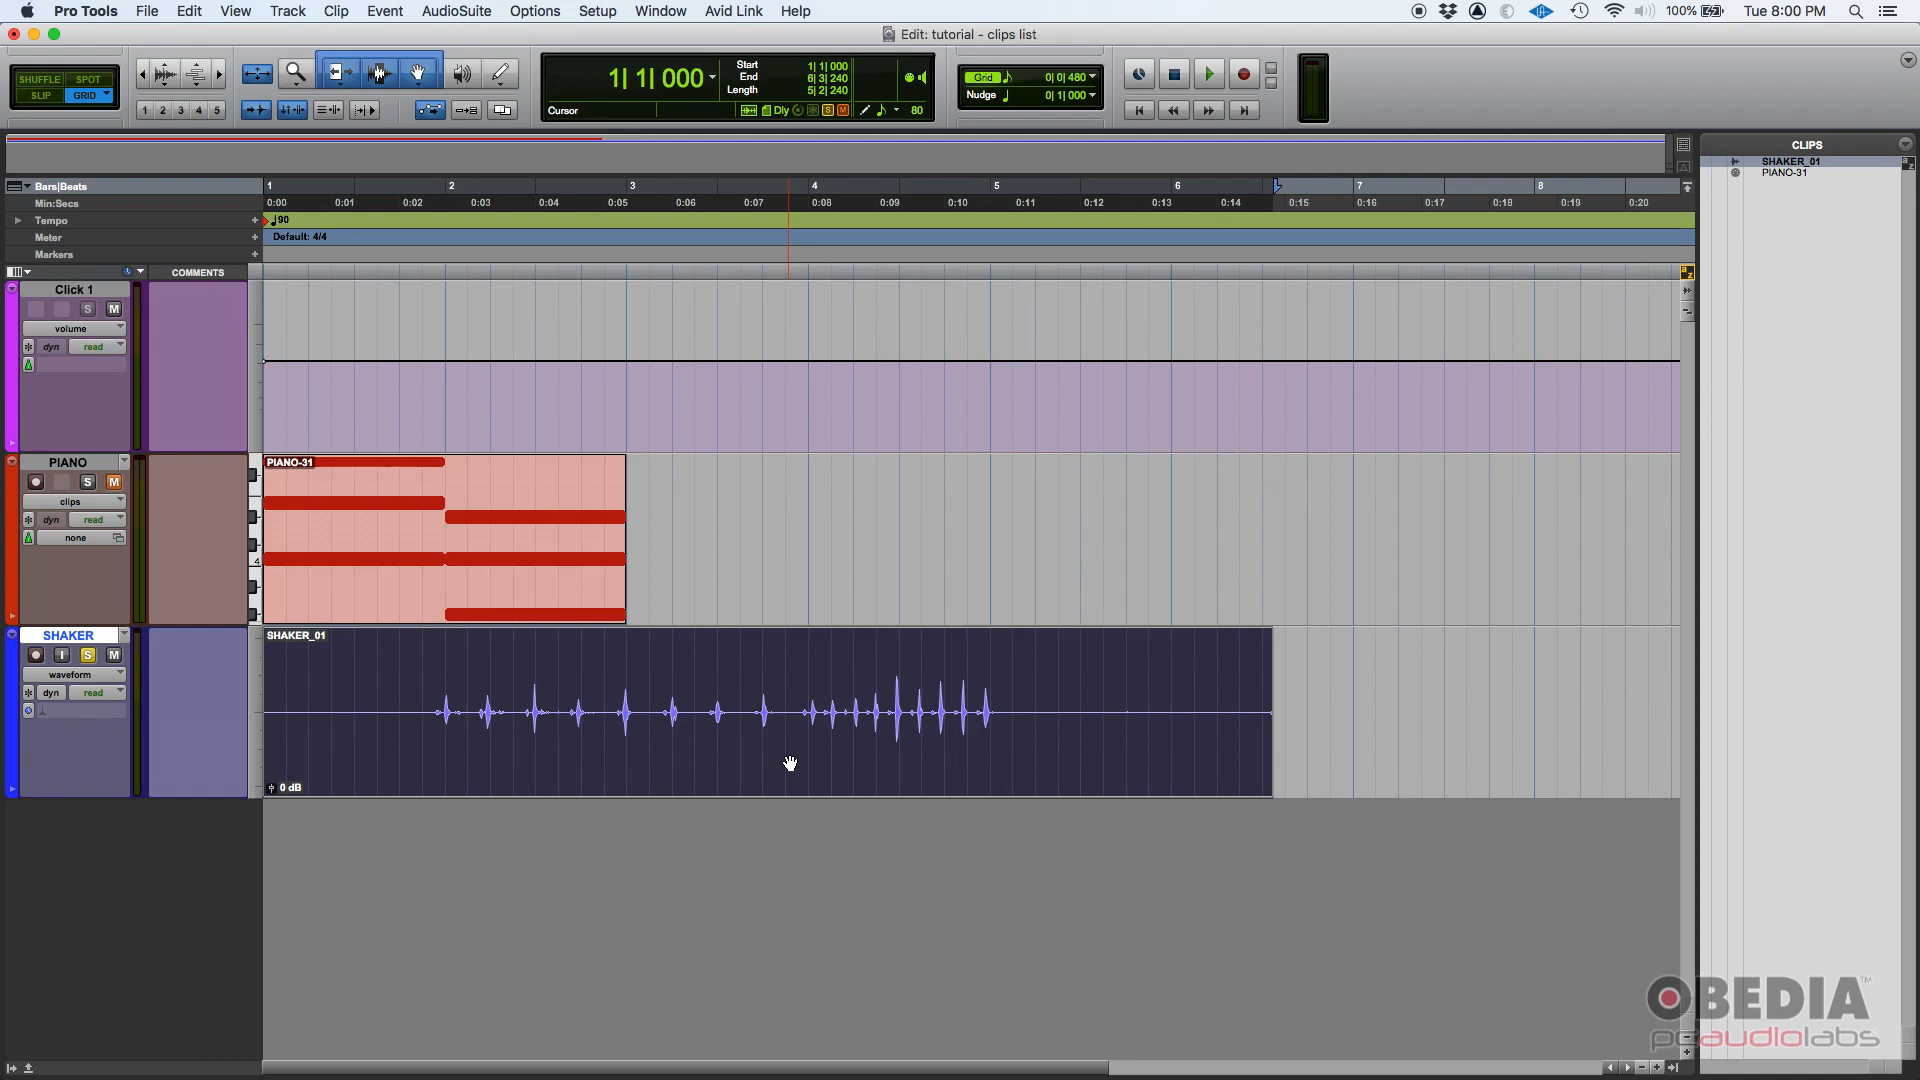 Pro Tools File Edit View Track Clip Event AudioSuite Options Setup Window Avid Link Help 100% Tue 8:00 PM
Edit: tutorial - clips list
SHUFFLE SPOT
SLIP GRID
1 2 3 4 5
1| 1| 000
Start 1| 1| 000
End 6| 3| 240
Length 5| 2| 240
Cursor Dly S M 80
Grid 0| 0| 480
Nudge 0| 1| 000
CLIPS
SHAKER_01
PIANO-31
Bars|Beats 1 2 3 4 5 6 7 8
Min:Secs 0:00 0:01 0:02 0:03 0:04 0:05 0:06 0:07 0:08 0:09 0:10 0:11 0:12 0:13 0:14 0:15 0:16 0:17 0:18 0:19 0:20
Tempo + 90
Meter + Default: 4/4
Markers +
COMMENTS
a z
Click 1
S M
volume
dyn read
PIANO
S M
clips
dyn read
none
PIANO-31
4
SHAKER
I S M
waveform
dyn read
SHAKER_01
0 dB
OBEDIA™
pcaudiolabs